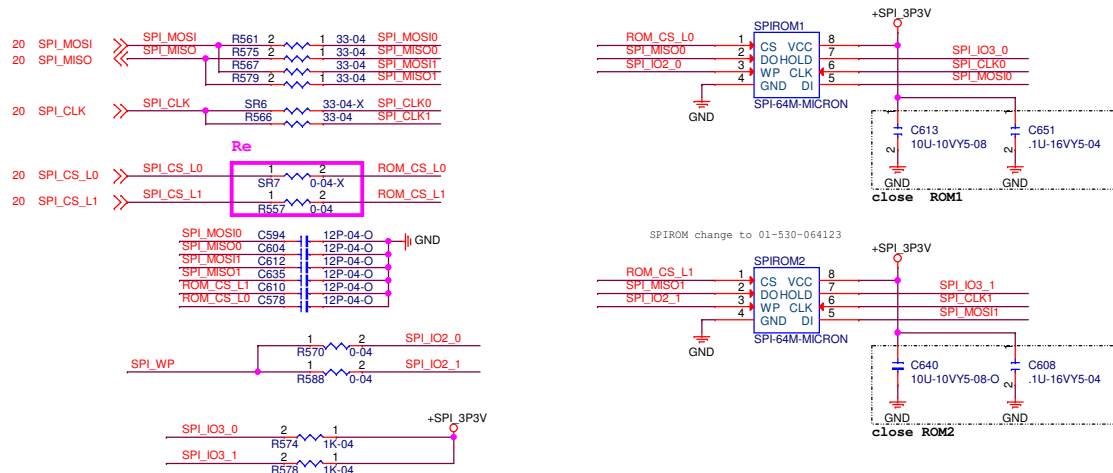 20 SPI_MOSI SPI_MOSI R561 2 1 33-04 SPI_MOSI0
20 SPI_MISO SPI_MISO R575 2 1 33-04 SPI_MISO0
R567 33-04 SPI_MOSI1
R579 2 1 33-04 SPI_MISO1
20 SPI_CLK SPI_CLK SR6 33-04-X SPI_CLK0
R566 2 1 33-04 SPI_CLK1
Re
20 SPI_CS_L0 SPI_CS_L0 1 2 ROM_CS_L0
SR7 0-04-X
20 SPI_CS_L1 SPI_CS_L1 1 2 ROM_CS_L1
R557 0-04
SPI_MOSI0 C594 12P-04-O GND
SPI_MISO0 C604 12P-04-O
SPI_MOSI1 C612 12P-04-O
SPI_MISO1 C635 12P-04-O
ROM_CS_L1 C610 12P-04-O
ROM_CS_L0 C578 12P-04-O
1 2 SPI_IO2_0
R570 0-04
SPI_WP 1 2 SPI_IO2_1
R588 0-04
+SPI_3P3V
SPI_IO3_0 2 1
R574 1K-04
SPI_IO3_1 2 1
R578 1K-04
+SPI_3P3V
SPIROM1
ROM_CS_L0 1 CS VCC 8
SPI_MISO0 2 DO HOLD 7 SPI_IO3_0
SPI_IO2_0 3 WP CLK 6 SPI_CLK0
4 GND DI 5 SPI_MOSI0
SPI-64M-MICRON
GND
1 1
C613 C651
10U-10VY5-08 .1U-16VY5-04
2 2
GND GND
close ROM1
SPIROM change to 01-530-064123
+SPI_3P3V
SPIROM2
ROM_CS_L1 1 CS VCC 8
SPI_MISO1 2 DO HOLD 7 SPI_IO3_1
SPI_IO2_1 3 WP CLK 6 SPI_CLK1
4 GND DI 5 SPI_MOSI1
SPI-64M-MICRON
GND
1
C640 C608
10U-10VY5-08-O .1U-16VY5-04
2
GND GND
close ROM2